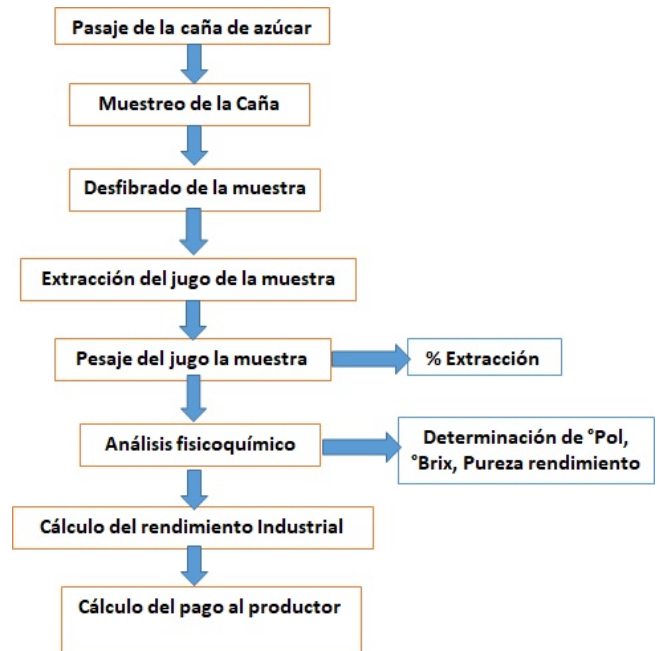 Pasaje de la caña de azúcar
Muestreo de la Caña
Desfibrado de la muestra
Extracción del jugo de la muestra
Pesaje del jugo la muestra
% Extracción
Análisis fisicoquímico
Determinación de °Pol,
°Brix, Pureza rendimiento
Cálculo del rendimiento Industrial
Cálculo del pago al productor